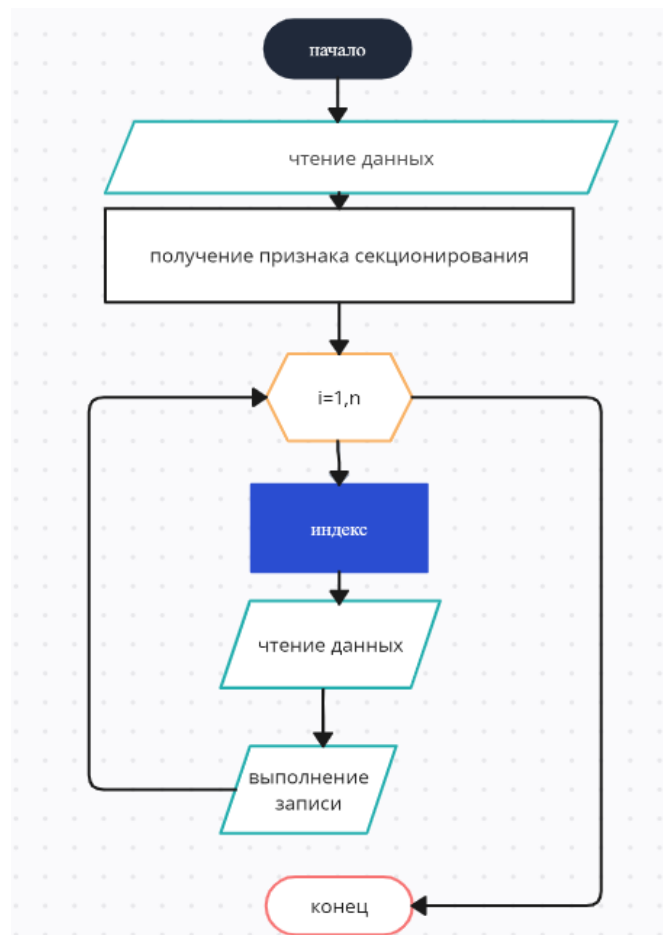 начало
чтение данных
получение признака секционирования
i=1,n
индекс
чтение данных
выполнение
записи
конец